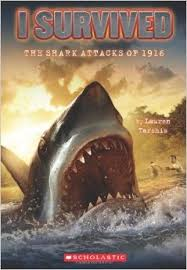 I SURVIVED
THE SHARK ATTACKS OF 1916
by Lauren
Tarshis
SCHOLASTIC